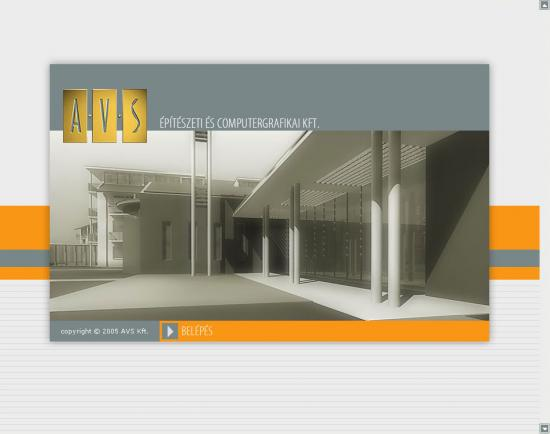 A·V·S
ÉPÍTÉSZETI ÉS COMPUTERGRAFIKAI KFT.
copyright © 2005 AVS Kft.
BELÉPÉS